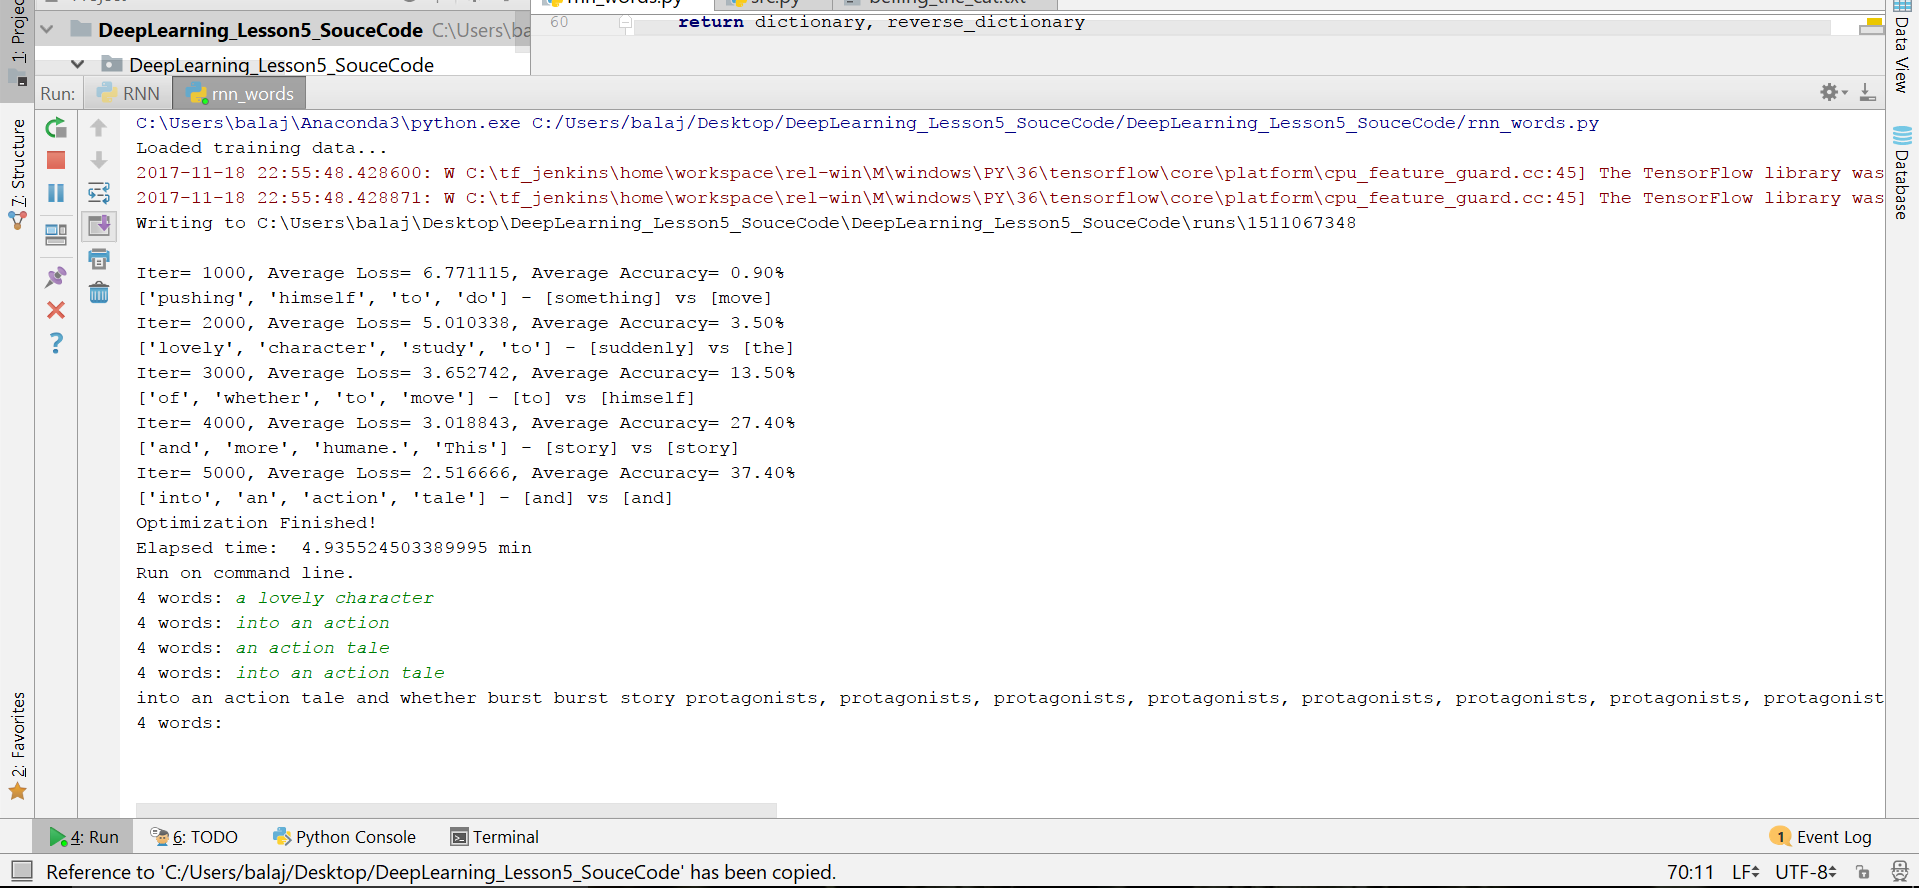 1: Project
rnn_words.py
src.py
belling_the_cat.txt
DeepLearning_Lesson5_SouceCode C:\Users\ba
60 return dictionary, reverse_dictionary
DeepLearning_Lesson5_SouceCode
Run: RNN rnn_words
C:\Users\balaj\Anaconda3\python.exe C:/Users/balaj/Desktop/DeepLearning_Lesson5_SouceCode/DeepLearning_Lesson5_SouceCode/rnn_words.py
Loaded training data...
2017-11-18 22:55:48.428600: W C:\tf_jenkins\home\workspace\rel-win\M\windows\PY\36\tensorflow\core\platform\cpu_feature_guard.cc:45] The TensorFlow library was
2017-11-18 22:55:48.428871: W C:\tf_jenkins\home\workspace\rel-win\M\windows\PY\36\tensorflow\core\platform\cpu_feature_guard.cc:45] The TensorFlow library was
Writing to C:\Users\balaj\Desktop\DeepLearning_Lesson5_SouceCode\DeepLearning_Lesson5_SouceCode\runs\1511067348
Iter= 1000, Average Loss= 6.771115, Average Accuracy= 0.90%
['pushing', 'himself', 'to', 'do'] - [something] vs [move]
Iter= 2000, Average Loss= 5.010338, Average Accuracy= 3.50%
['lovely', 'character', 'study', 'to'] - [suddenly] vs [the]
Iter= 3000, Average Loss= 3.652742, Average Accuracy= 13.50%
['of', 'whether', 'to', 'move'] - [to] vs [himself]
Iter= 4000, Average Loss= 3.018843, Average Accuracy= 27.40%
['and', 'more', 'humane.', 'This'] - [story] vs [story]
Iter= 5000, Average Loss= 2.516666, Average Accuracy= 37.40%
['into', 'an', 'action', 'tale'] - [and] vs [and]
Optimization Finished!
Elapsed time:  4.935524503389995 min
Run on command line.
4 words: a lovely character
4 words: into an action
4 words: an action tale
4 words: into an action tale
into an action tale and whether burst burst story protagonists, protagonists, protagonists, protagonists, protagonists, protagonists, protagonists, protagonist
4 words:
7: Structure
2: Favorites
Data View
Database
4: Run 6: TODO Python Console Terminal 1 Event Log
Reference to 'C:/Users/balaj/Desktop/DeepLearning_Lesson5_SouceCode' has been copied. 70:11 LF UTF-8